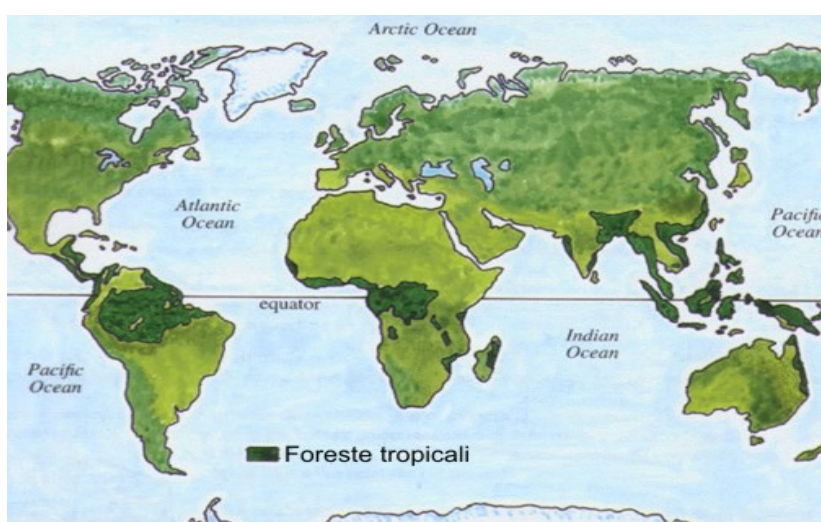 Arctic Ocean
Atlantic
Ocean
Pacific
Ocean
equator
Indian
Ocean
Pacific
Ocean
Foreste tropicali